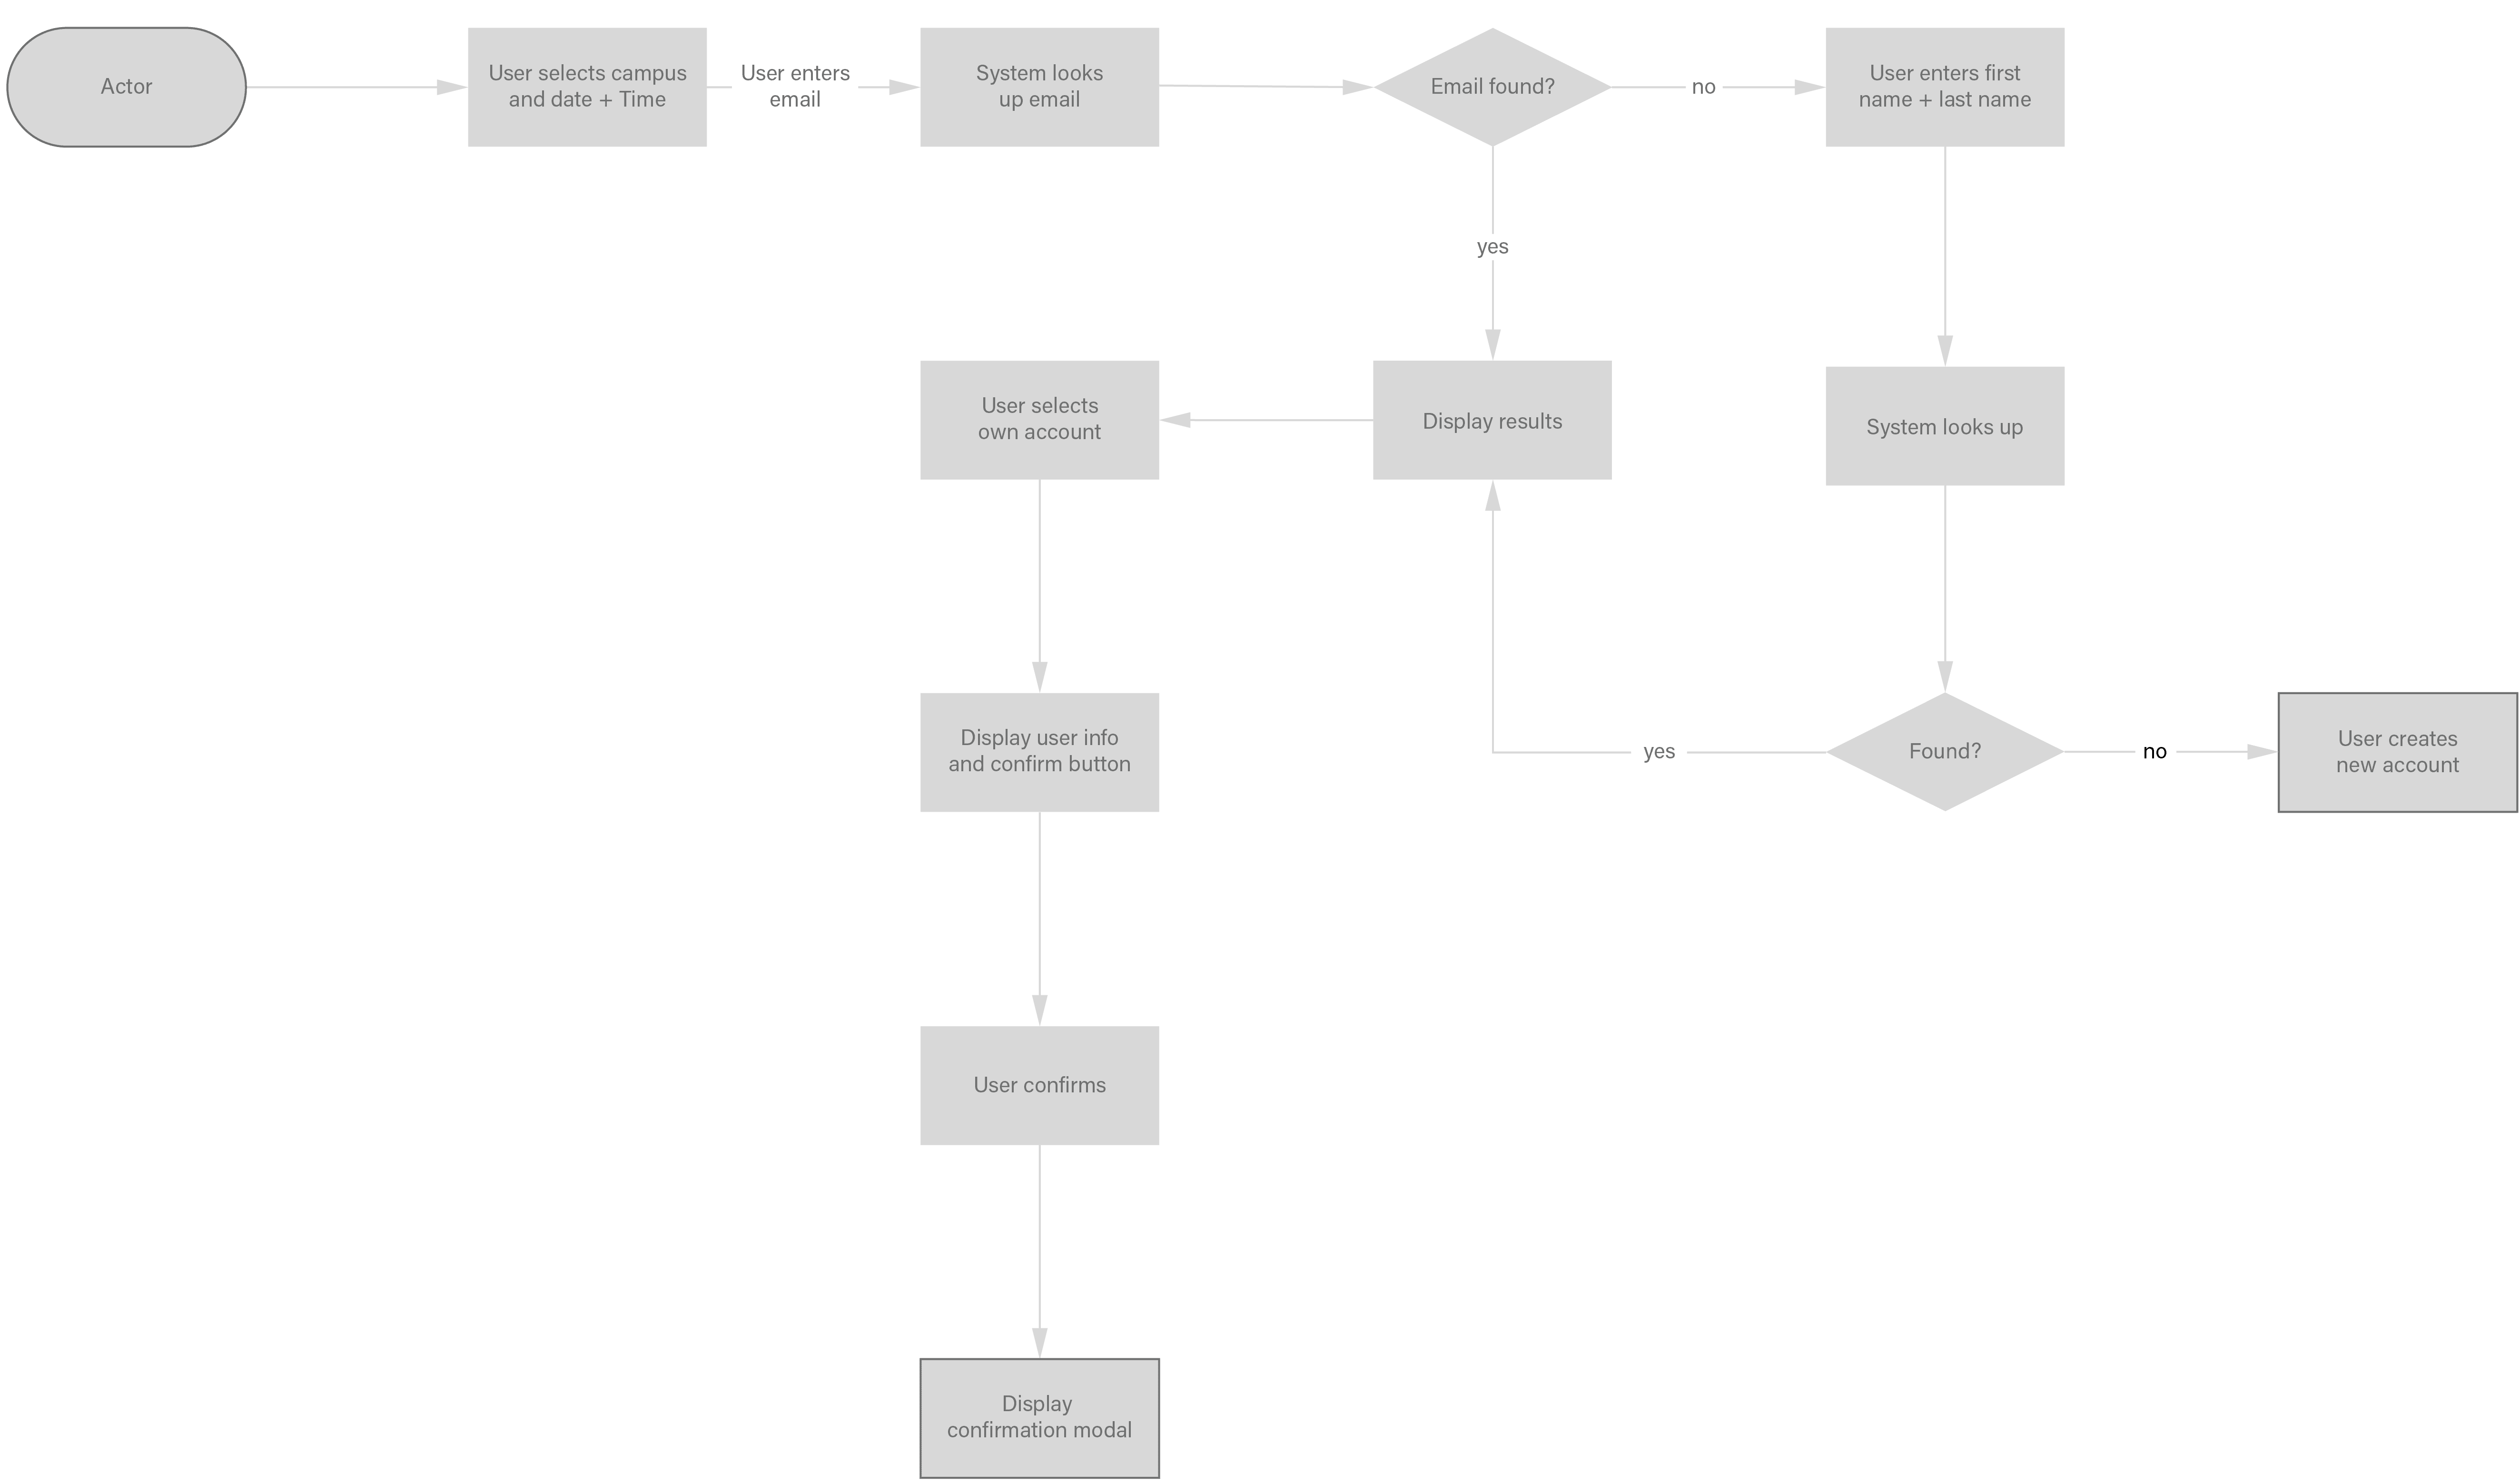 Actor
User selects campus
and date + Time
User enters
email
System looks
up email
Email found?
no
User enters first
name + last name
yes
User selects
own account
Display results
System looks up
Display user info
and confirm button
yes
Found?
no
User creates
new account
User confirms
Display
confirmation modal